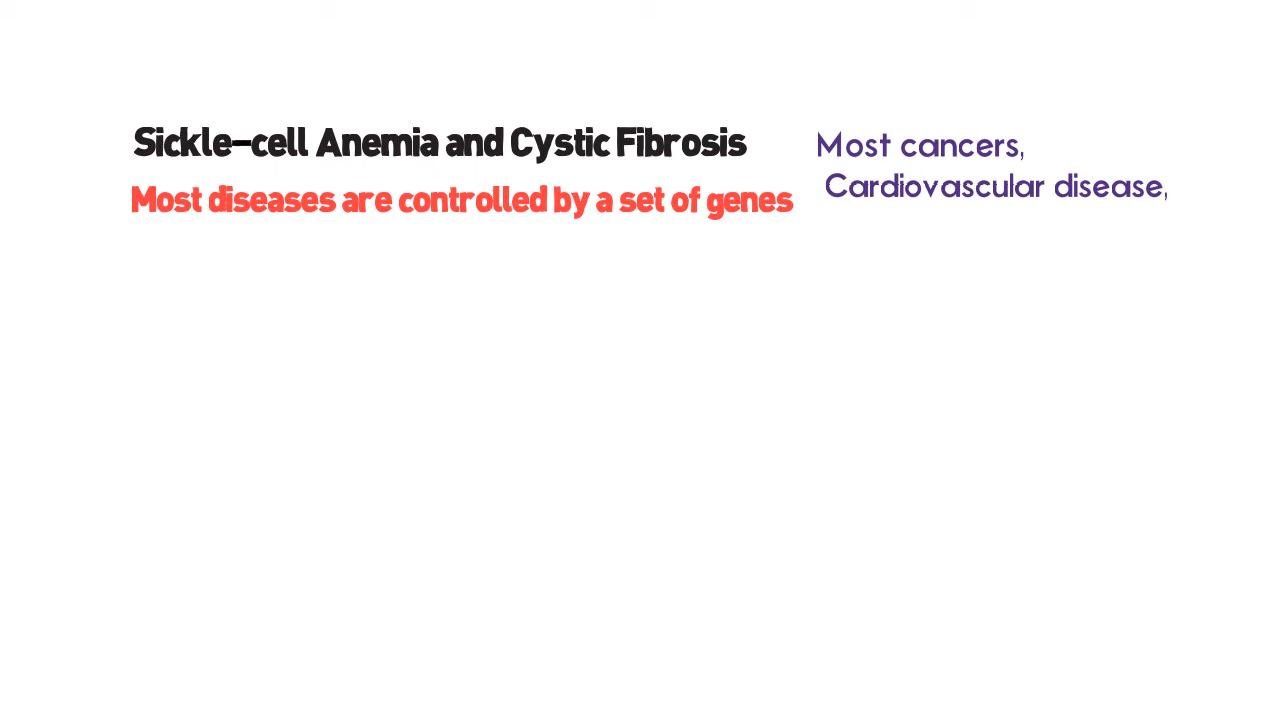 Sickle-cell Anemia and Cystic Fibrosis
Most diseases are controlled by a set of genes
Most cancers,
Cardiovascular disease,